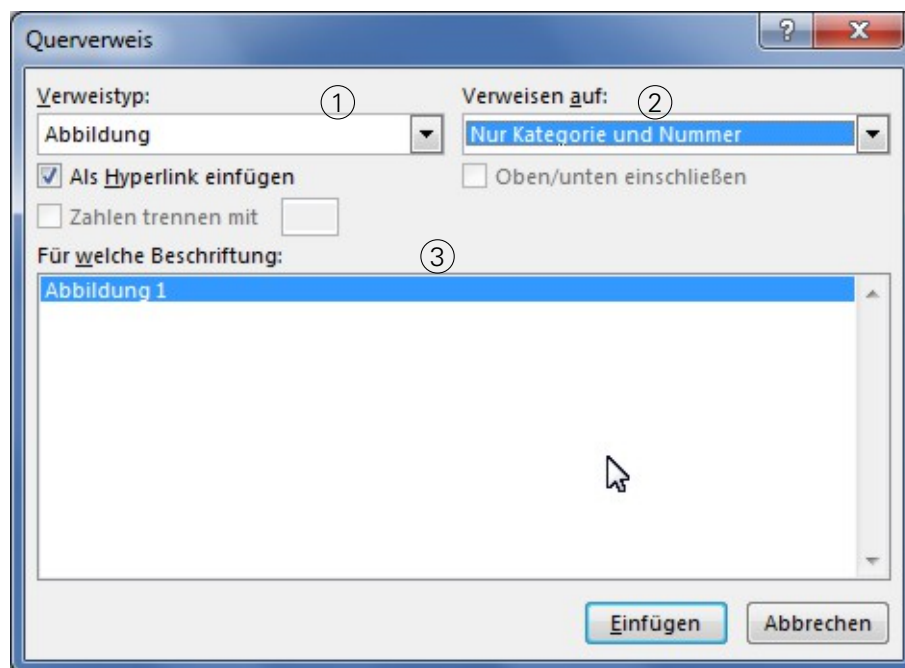 Querverweis
Verweistyp: ① Verweisen auf: ②
Abbildung Nur Kategorie und Nummer
Als Hyperlink einfügen Oben/unten einschließen
Zahlen trennen mit
Für welche Beschriftung: ③
Abbildung 1
Einfügen Abbrechen